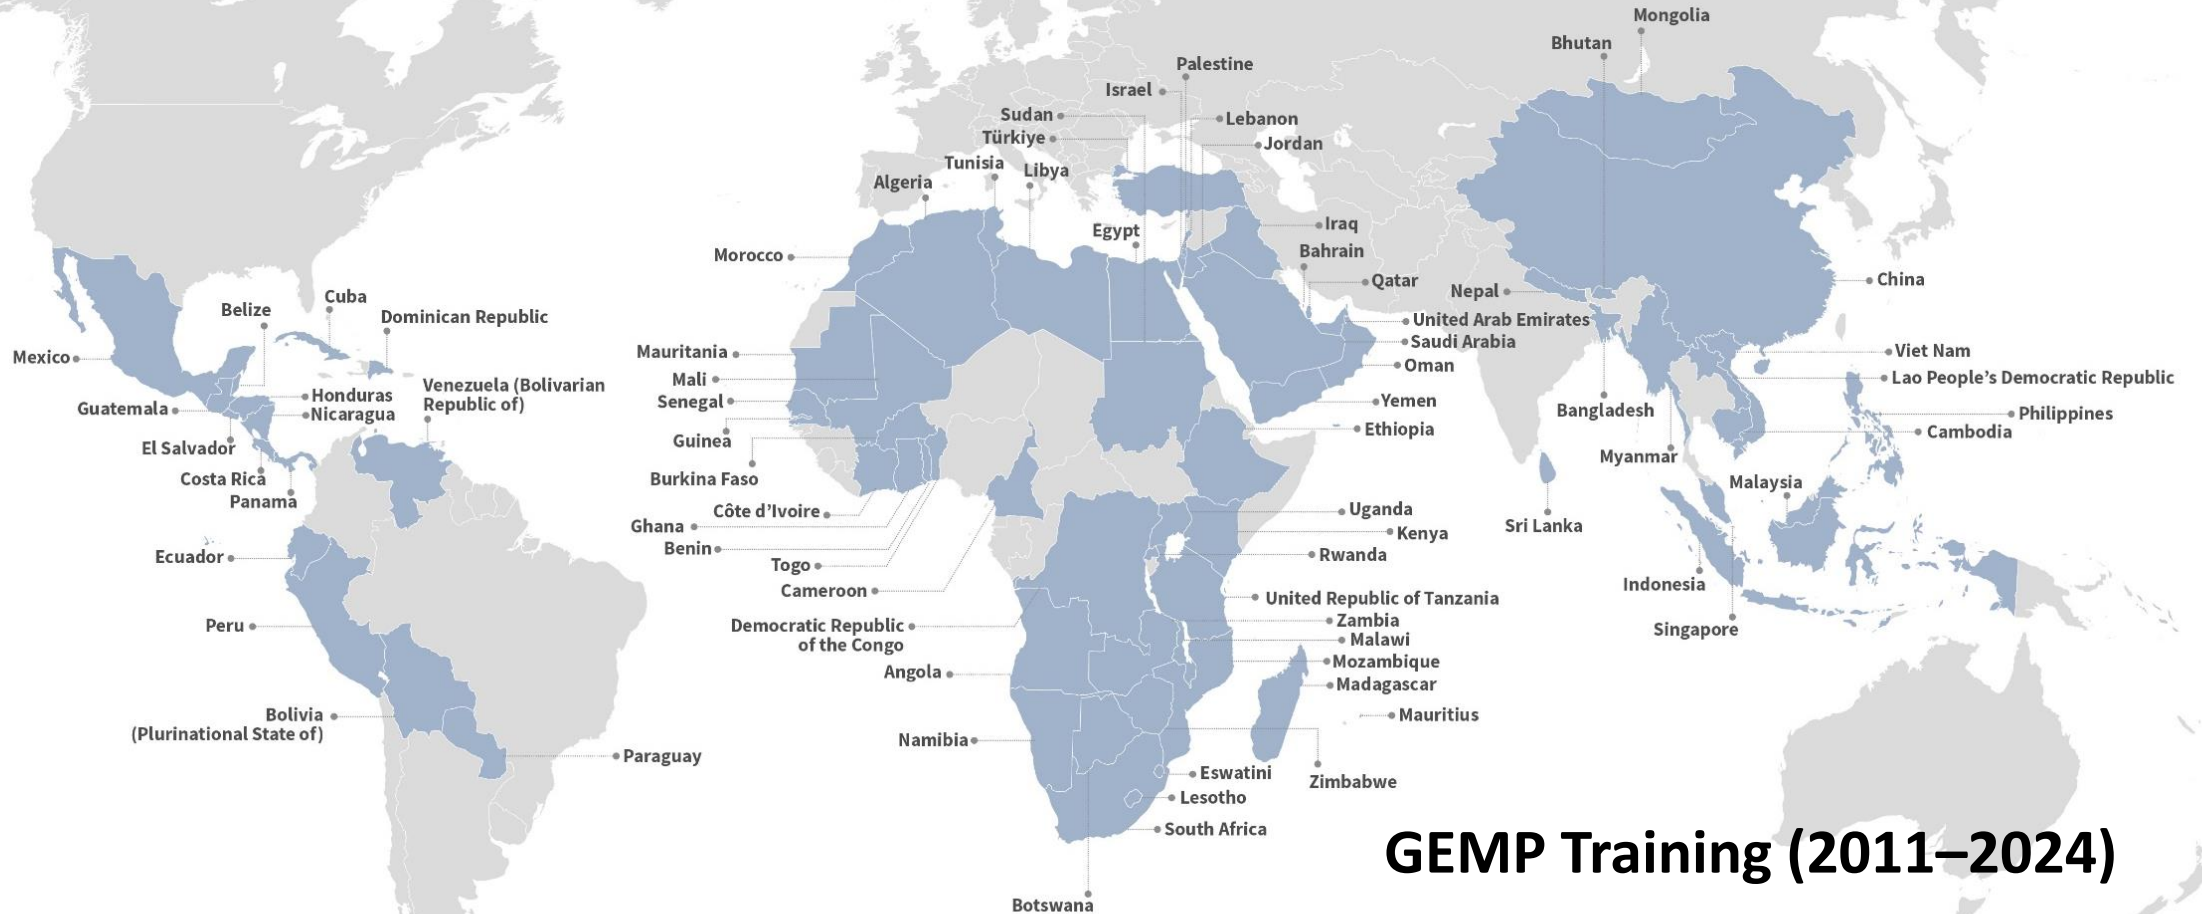 Mongolia
Bhutan
Palestine
Israel
Sudan
Lebanon
Türkiye
Jordan
Tunisia
Libya
Algeria
Egypt
Iraq
Morocco
Bahrain
Qatar
China
Nepal
Cuba
Belize
Dominican Republic
United Arab Emirates
Saudi Arabia
Mexico
Mauritania
Oman
Viet Nam
Mali
Lao People’s Democratic Republic
Venezuela (Bolivarian
Republic of)
Honduras
Senegal
Yemen
Guatemala
Nicaragua
Bangladesh
Philippines
Guinea
Ethiopia
Cambodia
El Salvador
Myanmar
Costa Rica
Burkina Faso
Malaysia
Panama
Côte d’Ivoire
Uganda
Ghana
Sri Lanka
Kenya
Benin
Rwanda
Ecuador
Togo
Indonesia
Cameroon
United Republic of Tanzania
Peru
Democratic Republic
of the Congo
Zambia
Singapore
Malawi
Mozambique
Angola
Madagascar
Bolivia
(Plurinational State of)
Mauritius
Namibia
Paraguay
Eswatini
Zimbabwe
Lesotho
South Africa
GEMP Training (2011–2024)
Botswana